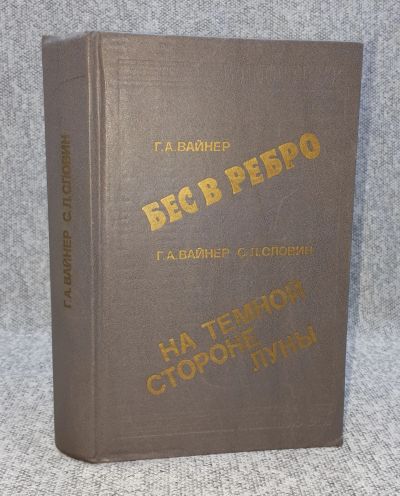 Г.А.ВАЙНЕР С.Л.СЛОВИН
Г.А.ВАЙНЕР
БЕС В РЕБРО
Г.А.ВАЙНЕР С.Л.СЛОВИН
НА ТЕМНОЙ
СТОРОНЕ
ЛУНЫ